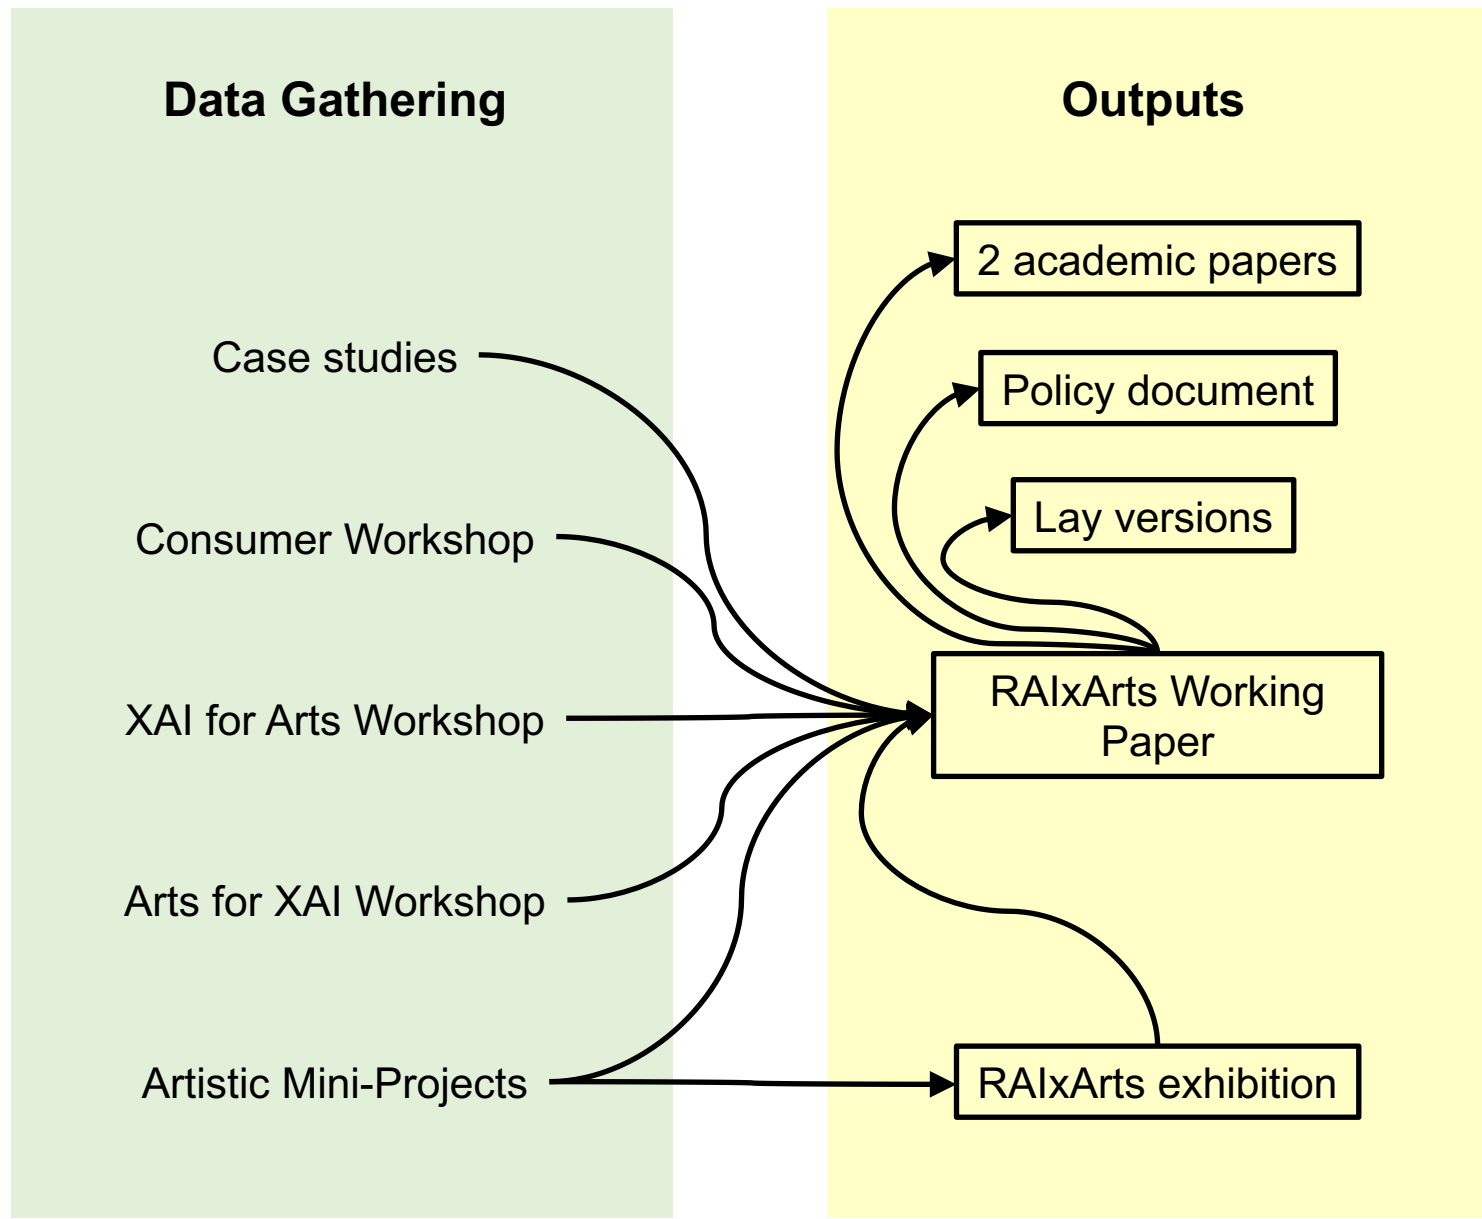 Data Gathering
Case studies
Consumer Workshop
XAI for Arts Workshop
Arts for XAI Workshop
Artistic Mini-Projects
Outputs
2 academic papers
Policy document
Lay versions
RAIxArts Working
Paper
RAIxArts exhibition